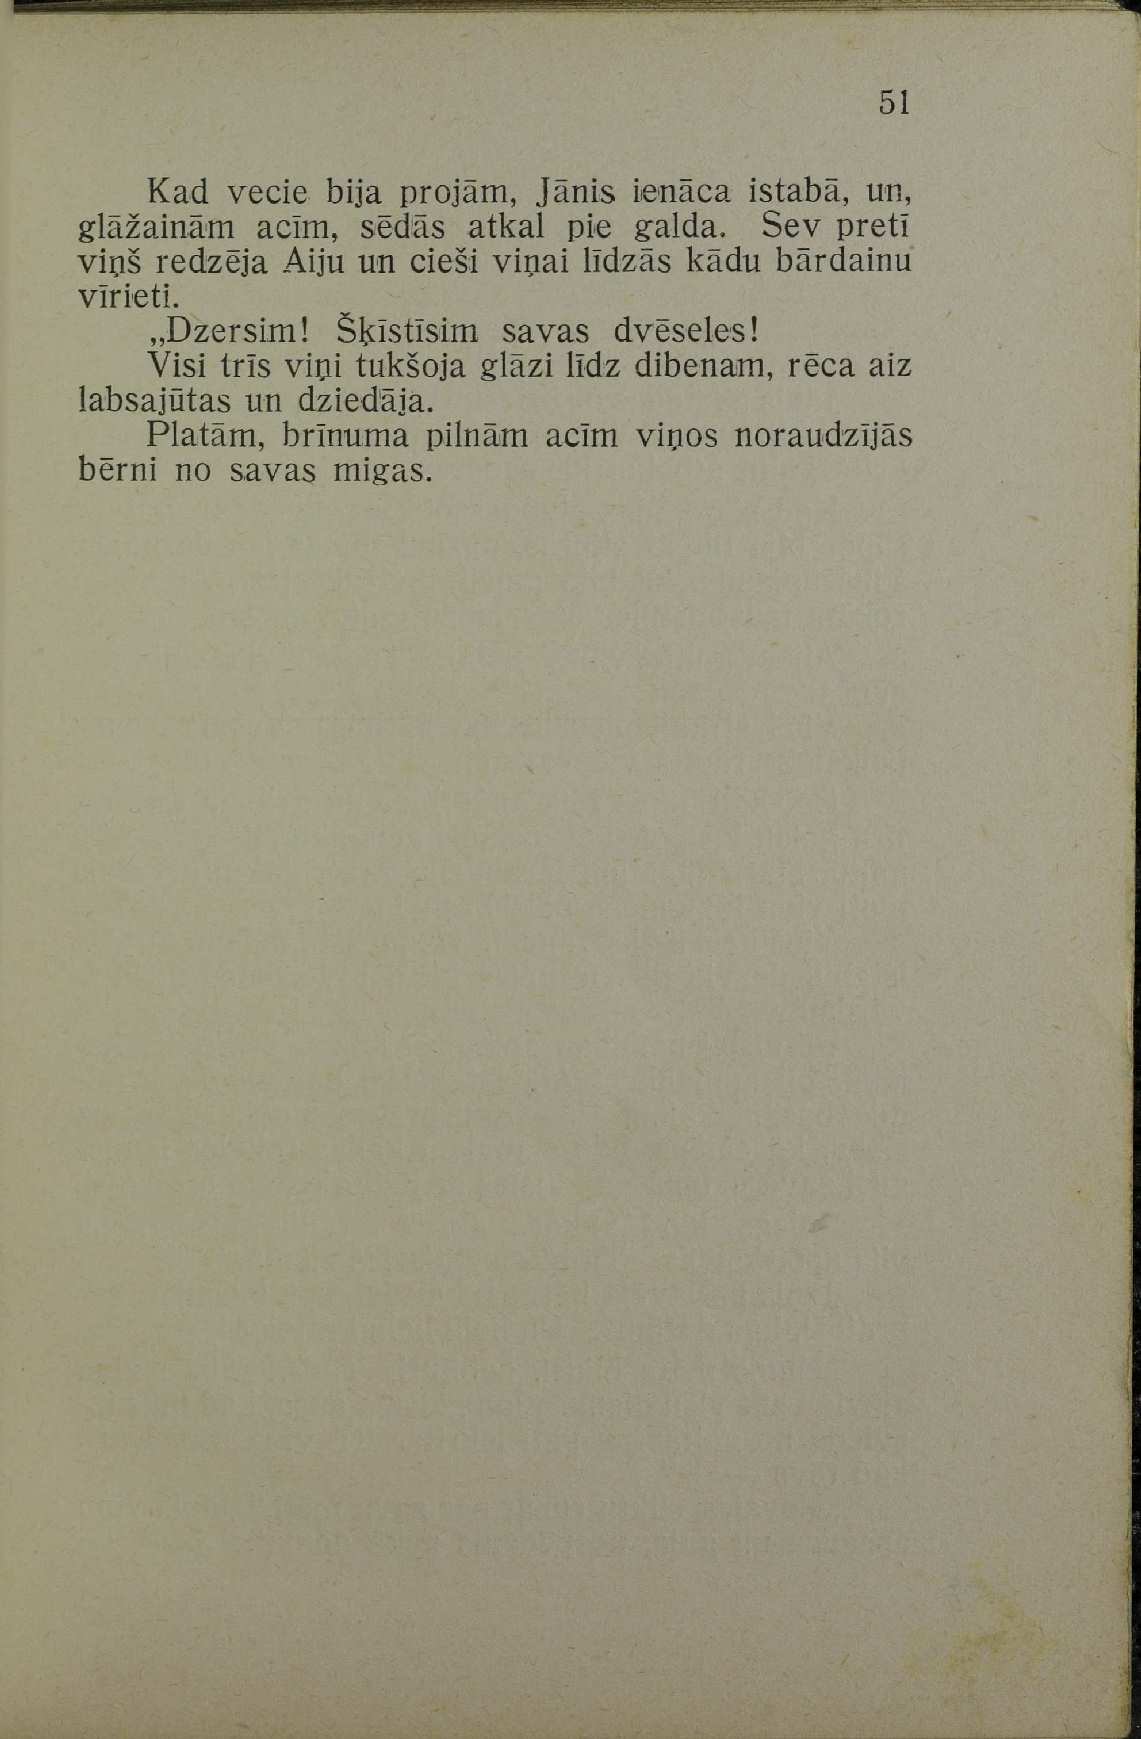 51
Kad vecie bija projām, Jānis ienāca istabā, un,
glāžainām acīm, sēdās atkal pie galda. Sev pretī
viņš redzēja Aiju un cieši viņai līdzās kādu bārdainu
vīrieti.
„Dzersim! Šķīstīsim savas dvēseles!
Visi trīs viņi tukšoja glāzi līdz dibenam, rēca aiz
labsajūtas un dziedāja.
Platām, brīnuma pilnām acīm viņos noraudzījās
bērni no savas migas.